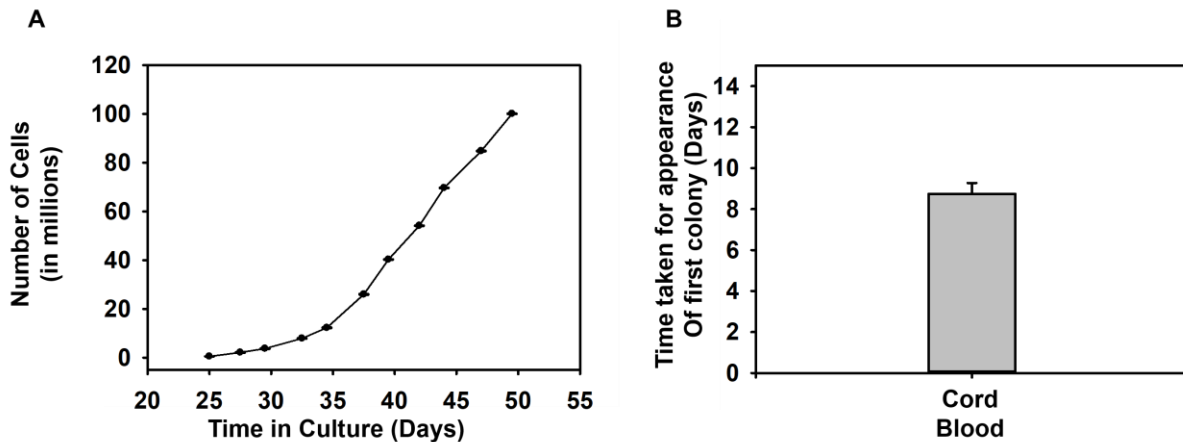 A
Number of Cells
(in millions)
120
100
80
60
40
20
0
20 25 30 35 40 45 50 55
Time in Culture (Days)
B
Time taken for appearance
Of first colony (Days)
14
12
10
8
6
4
2
0
Cord
Blood